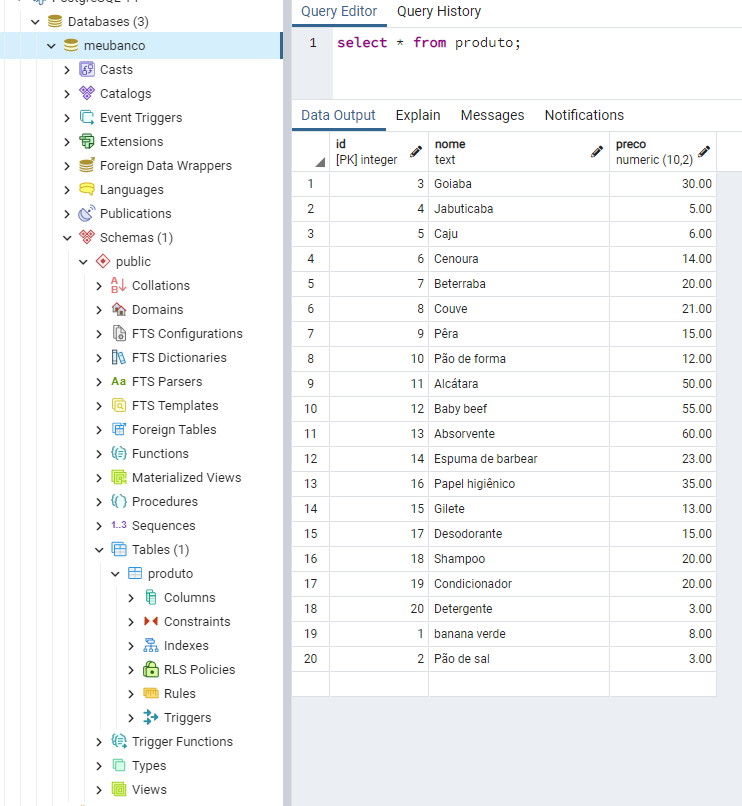 Databases (3)
meubanco
Casts
Catalogs
Event Triggers
Extensions
Foreign Data Wrappers
Languages
Publications
Schemas (1)
public
Collations
Domains
FTS Configurations
FTS Dictionaries
Aa FTS Parsers
FTS Templates
Foreign Tables
Functions
Materialized Views
Procedures
1..3 Sequences
Tables (1)
produto
Columns
Constraints
Indexes
RLS Policies
Rules
Triggers
Trigger Functions
Types
Views
Query Editor Query History
1 select * from produto;
Data Output Explain Messages Notifications
id nome preco
[PK] integer text numeric (10,2)
1 3 Goiaba 30.00
2 4 Jabuticaba 5.00
3 5 Caju 6.00
4 6 Cenoura 14.00
5 7 Beterraba 20.00
6 8 Couve 21.00
7 9 Pêra 15.00
8 10 Pão de forma 12.00
9 11 Alcátara 50.00
10 12 Baby beef 55.00
11 13 Absorvente 60.00
12 14 Espuma de barbear 23.00
13 16 Papel higiênico 35.00
14 15 Gilete 13.00
15 17 Desodorante 15.00
16 18 Shampoo 20.00
17 19 Condicionador 20.00
18 20 Detergente 3.00
19 1 banana verde 8.00
20 2 Pão de sal 3.00